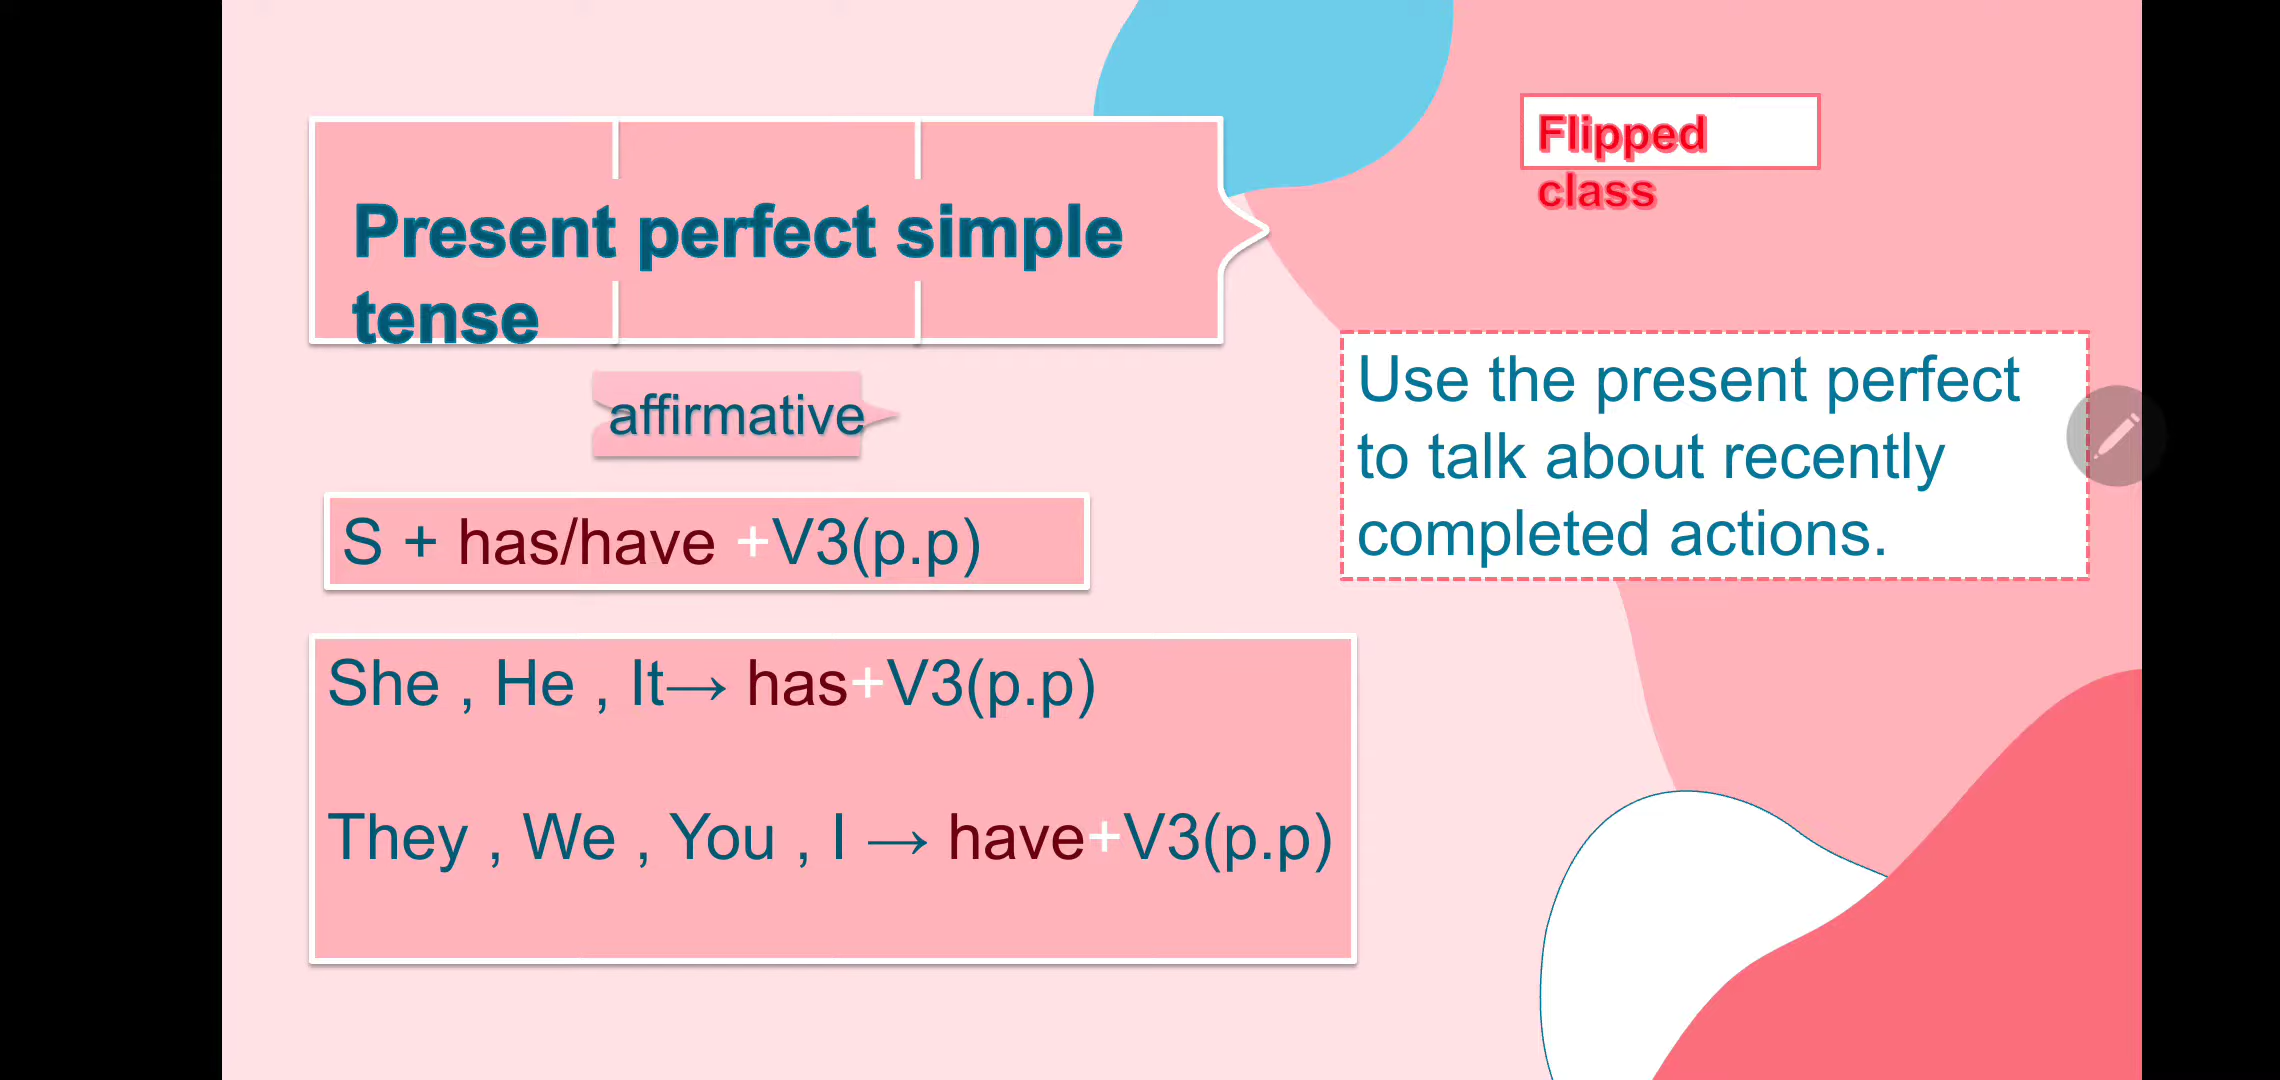 Flipped
class
Present perfect simple
tense
affirmative
S + has/have +V3(p.p)
She , He , It→ has+V3(p.p)
They , We , You , I → have+V3(p.p)
Use the present perfect
to talk about recently
completed actions.